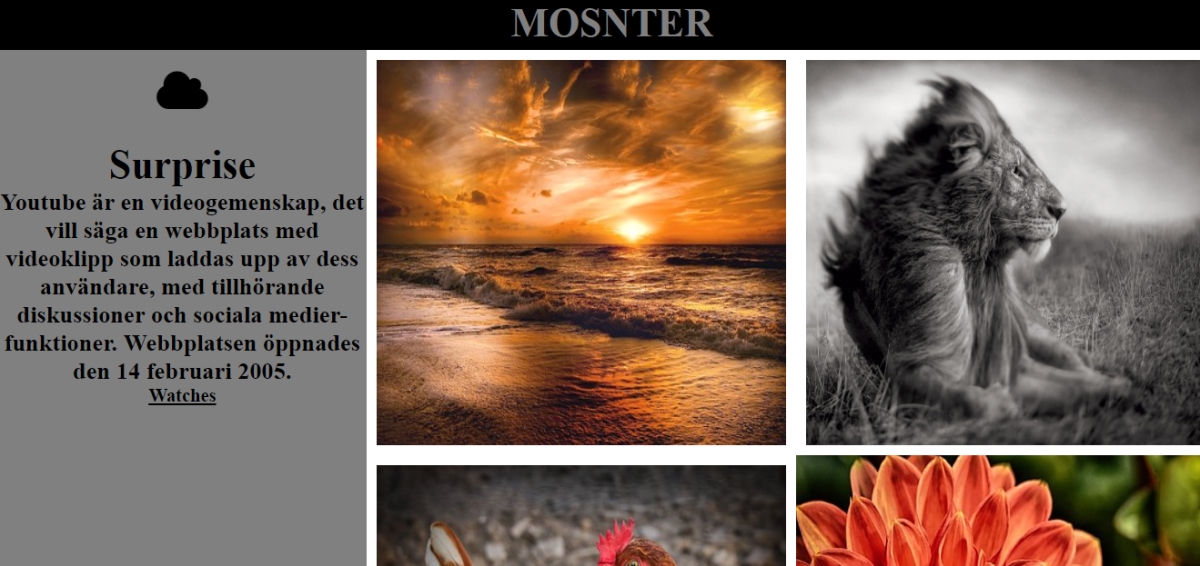 MOSNTER
Surprise
Youtube är en videogemenskap, det
vill säga en webbplats med
videoklipp som laddas upp av dess
användare, med tillhörande
diskussioner och sociala medier-
funktioner. Webbplatsen öppnades
den 14 februari 2005.
Watches